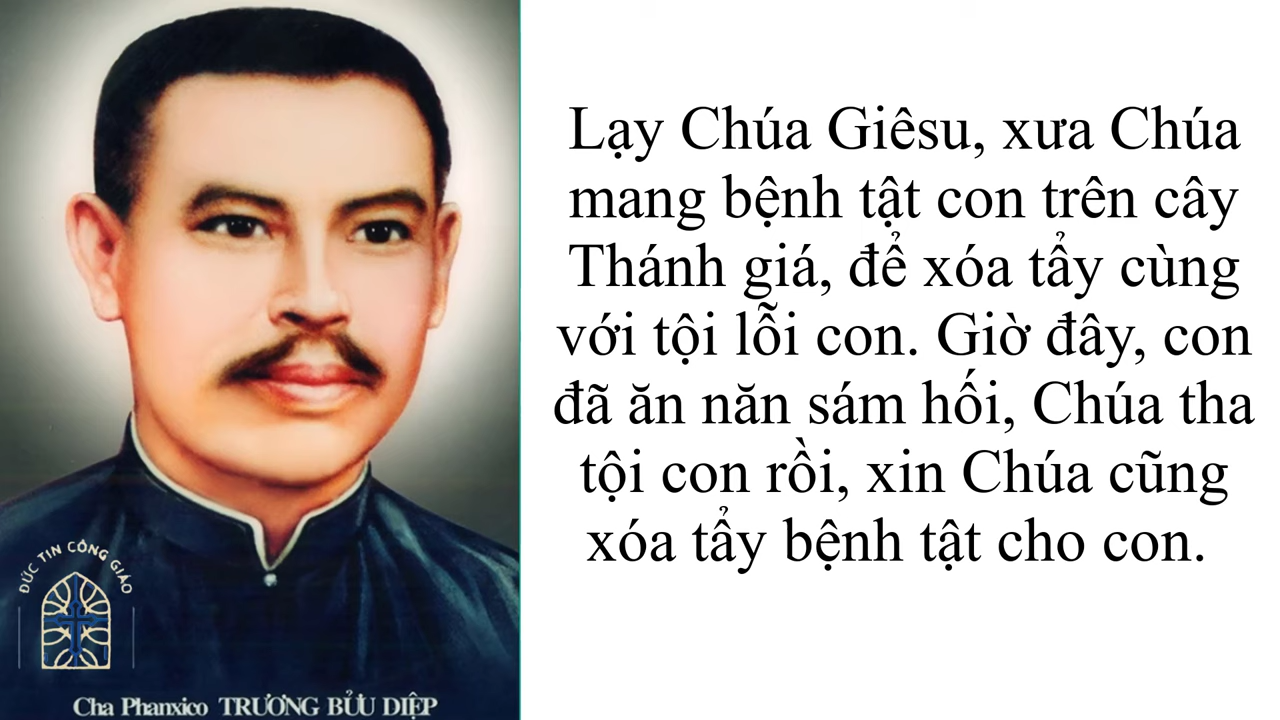 Lạy Chúa Giêsu, xưa Chúa
mang bệnh tật con trên cây
Thánh giá, để xóa tẩy cùng
với tội lỗi con. Giờ đây, con
đã ăn năn sám hối, Chúa tha
tội con rồi, xin Chúa cũng
xóa tẩy bệnh tật cho con.
ĐỨC TIN CÔNG GIÁO
Cha Phanxico TRƯƠNG BỬU DIỆP